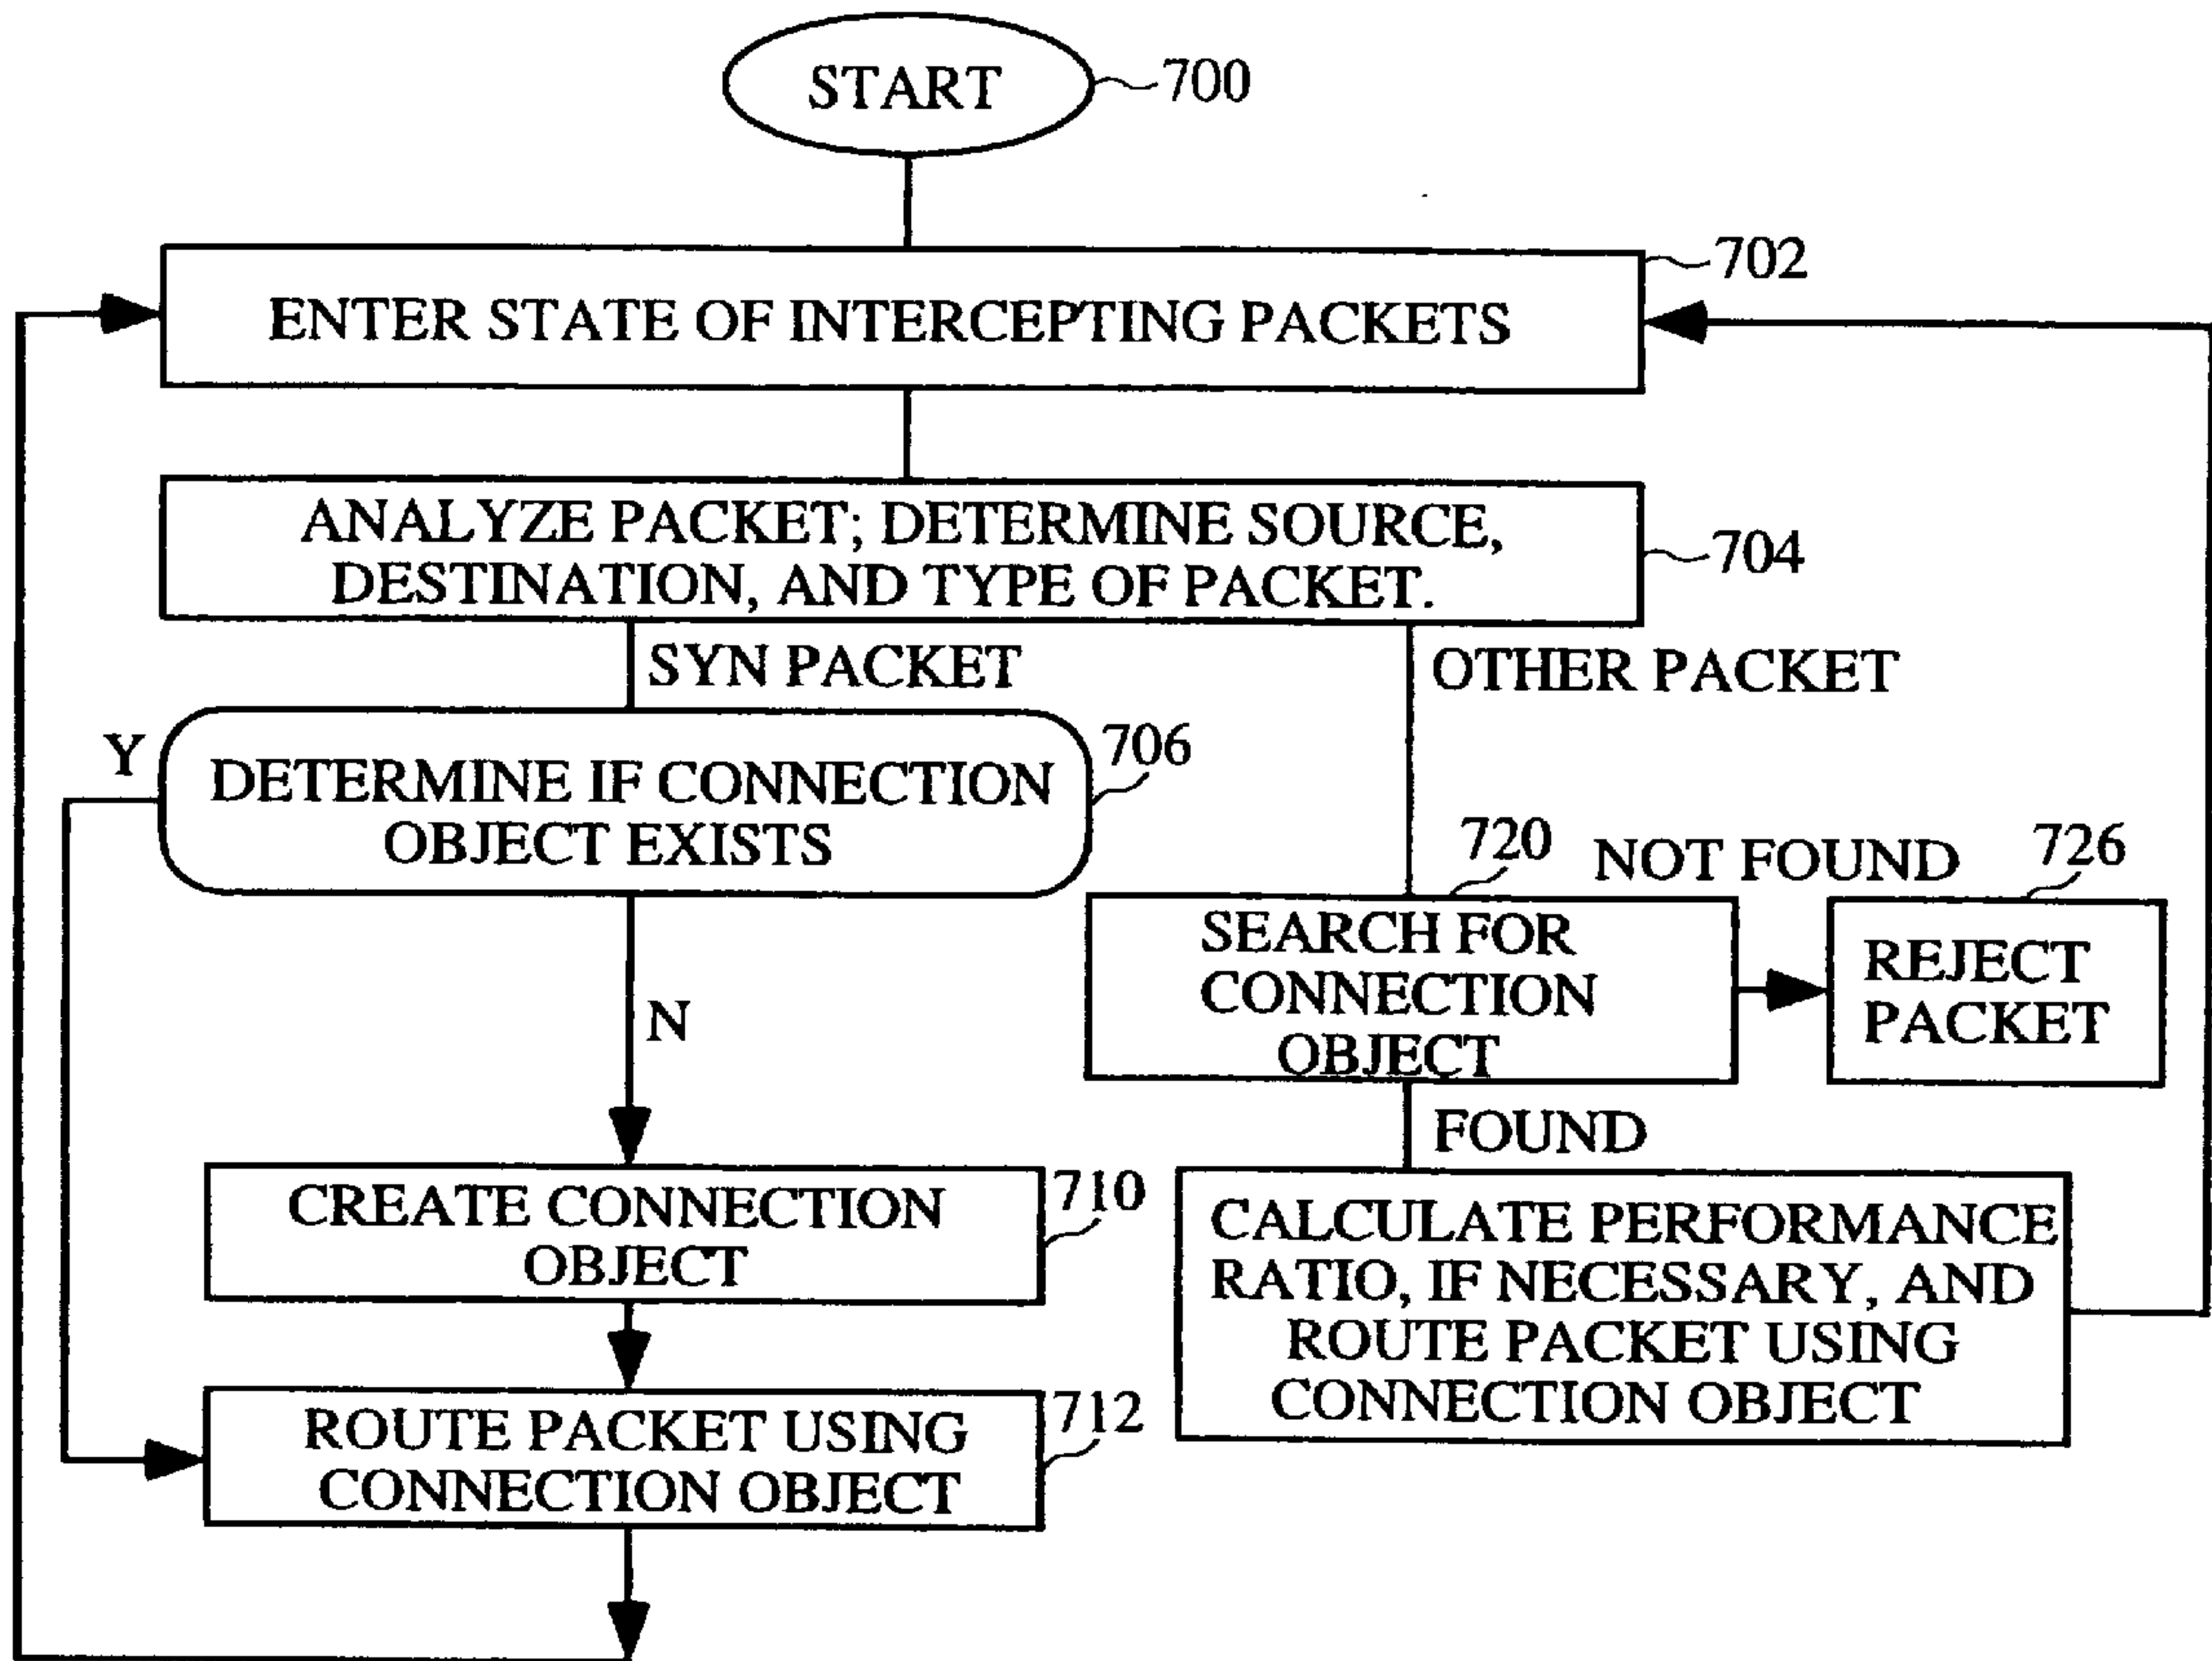 START
700
702
ENTER STATE OF INTERCEPTING PACKETS
ANALYZE PACKET; DETERMINE SOURCE,
DESTINATION, AND TYPE OF PACKET.
704
SYN PACKET
OTHER PACKET
Y
706
DETERMINE IF CONNECTION
OBJECT EXISTS
720
NOT FOUND
726
SEARCH FOR
CONNECTION
OBJECT
REJECT
PACKET
N
FOUND
710
CREATE CONNECTION
OBJECT
CALCULATE PERFORMANCE
RATIO, IF NECESSARY, AND
ROUTE PACKET USING
CONNECTION OBJECT
712
ROUTE PACKET USING
CONNECTION OBJECT